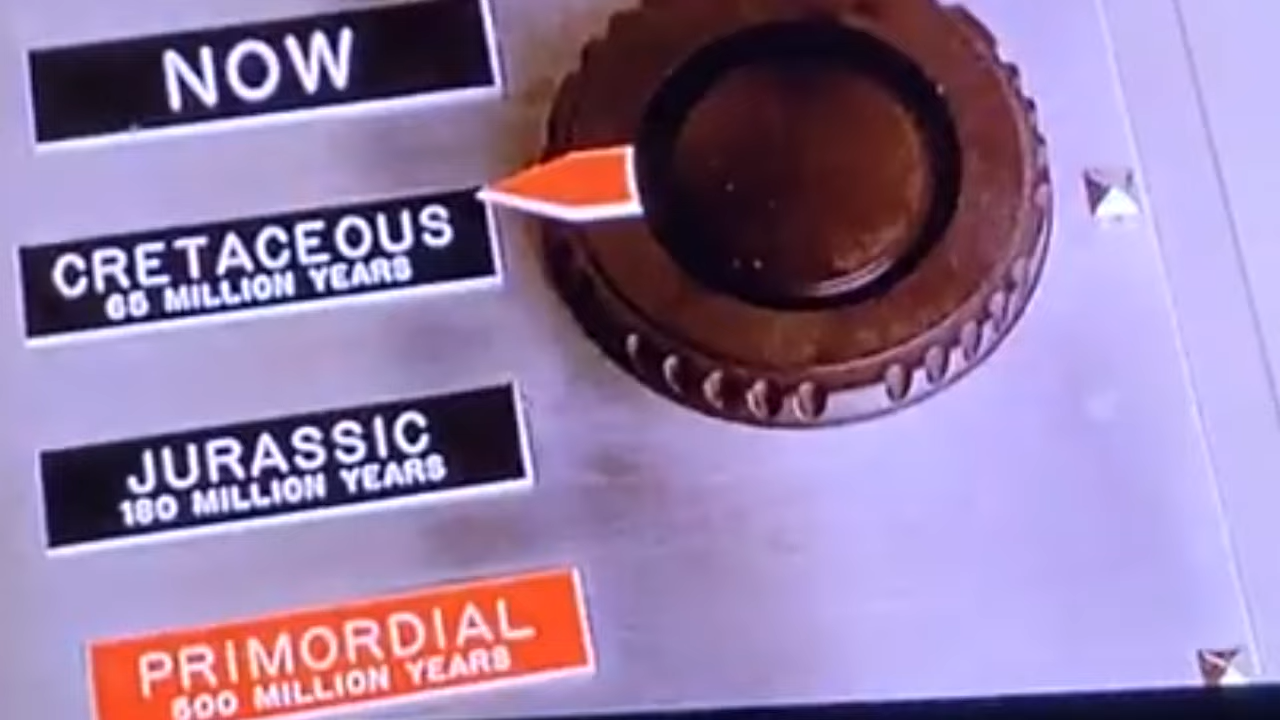 NOW
CRETACEOUS
65 MILLION YEARS
JURASSIC
180 MILLION YEARS
PRIMORDIAL
500 MILLION YEARS